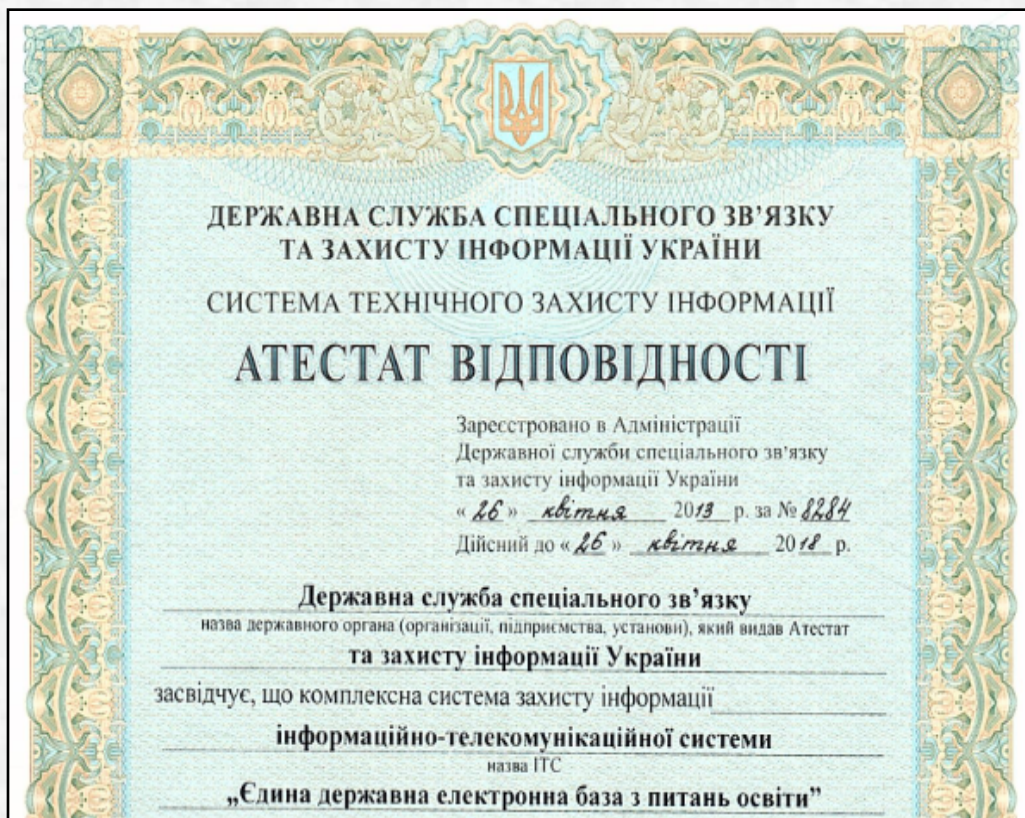 ДЕРЖАВНА СЛУЖБА СПЕЦІАЛЬНОГО ЗВ'ЯЗКУ
ТА ЗАХИСТУ ІНФОРМАЦІЇ УКРАЇНИ
СИСТЕМА ТЕХНІЧНОГО ЗАХИСТУ ІНФОРМАЦІЇ
АТЕСТАТ ВІДПОВІДНОСТІ
Зареєстровано в Адміністрації
Державної служби спеціального зв'язку
та захисту інформації України
« 26 » квітня 2013 р. за № 8284
Дійсний до « 26 » квітня 2018 р.
Державна служба спеціального зв'язку
назва державного органа (організації, підприємства, установи), який видав Атестат
та захисту інформації України
засвідчує, що комплексна система захисту інформації
інформаційно-телекомунікаційної системи
назва ІТС
„Єдина державна електронна база з питань освіти”